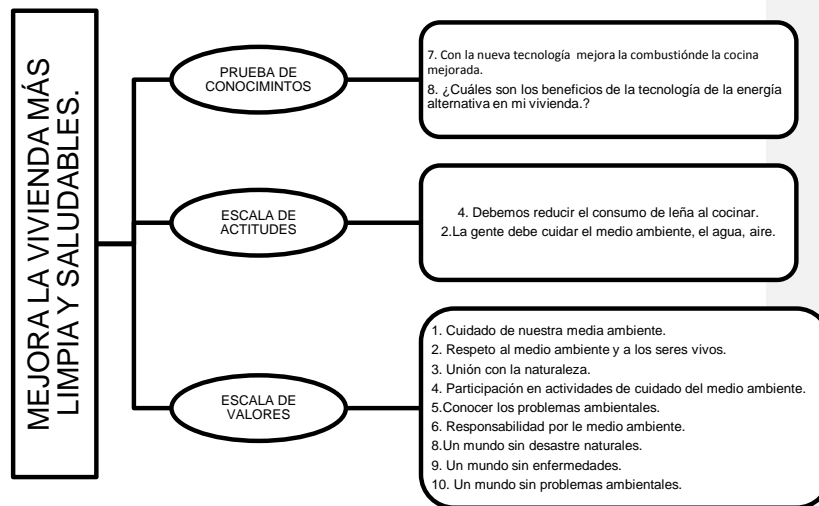 MEJORA LA VIVIENDA MÁS
LIMPIA Y SALUDABLES.
PRUEBA DE
CONOCIMINTOS
7. Con la nueva tecnología mejora la combustiónde la cocina
mejorada.
8. ¿Cuáles son los beneficios de la tecnología de la energía
alternativa en mi vivienda.?
ESCALA DE
ACTITUDES
4. Debemos reducir el consumo de leña al cocinar.
2.La gente debe cuidar el medio ambiente, el agua, aire.
ESCALA DE
VALORES
1. Cuidado de nuestra media ambiente.
2. Respeto al medio ambiente y a los seres vivos.
3. Unión con la naturaleza.
4. Participación en actividades de cuidado del medio ambiente.
5.Conocer los problemas ambientales.
6. Responsabilidad por le medio ambiente.
8.Un mundo sin desastre naturales.
9. Un mundo sin enfermedades.
10. Un mundo sin problemas ambientales.